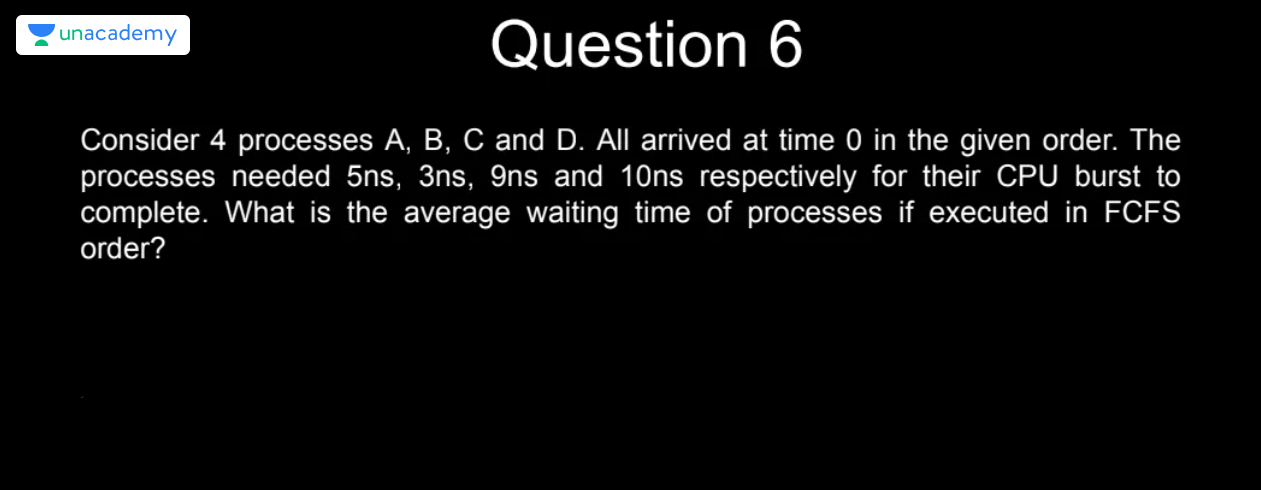 unacademy
Question 6
Consider 4 processes A, B, C and D. All arrived at time 0 in the given order. The
processes needed 5ns, 3ns, 9ns and 10ns respectively for their CPU burst to
complete. What is the average waiting time of processes if executed in FCFS
order?